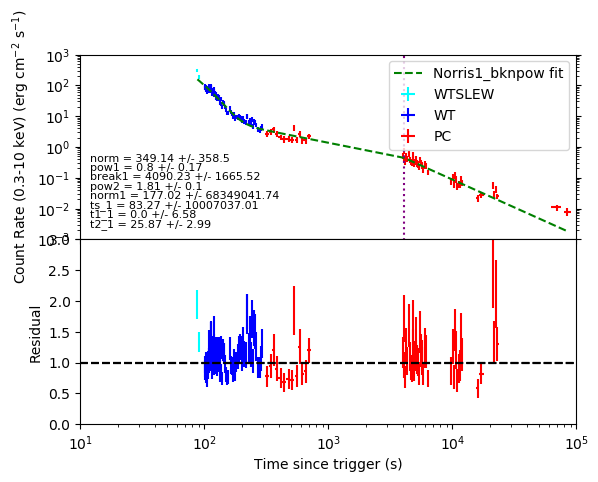 Count Rate (0.3-10 keV) (erg cm⁻² s⁻¹)
10³
10²
10¹
10⁰
10⁻¹
10⁻²
10⁻³
Norris1_bknpow fit
WTSLEW
WT
PC
norm = 349.14 +/- 358.5
pow1 = 0.8 +/- 0.17
break1 = 4090.23 +/- 1665.52
pow2 = 1.81 +/- 0.1
norm1 = 177.02 +/- 68349041.74
ts_1 = 83.27 +/- 10007037.01
t1_1 = 0.0 +/- 6.58
t2_1 = 25.87 +/- 2.99
Residual
3.0
2.5
2.0
1.5
1.0
0.5
0.0
10¹ 10² 10³ 10⁴ 10⁵
Time since trigger (s)